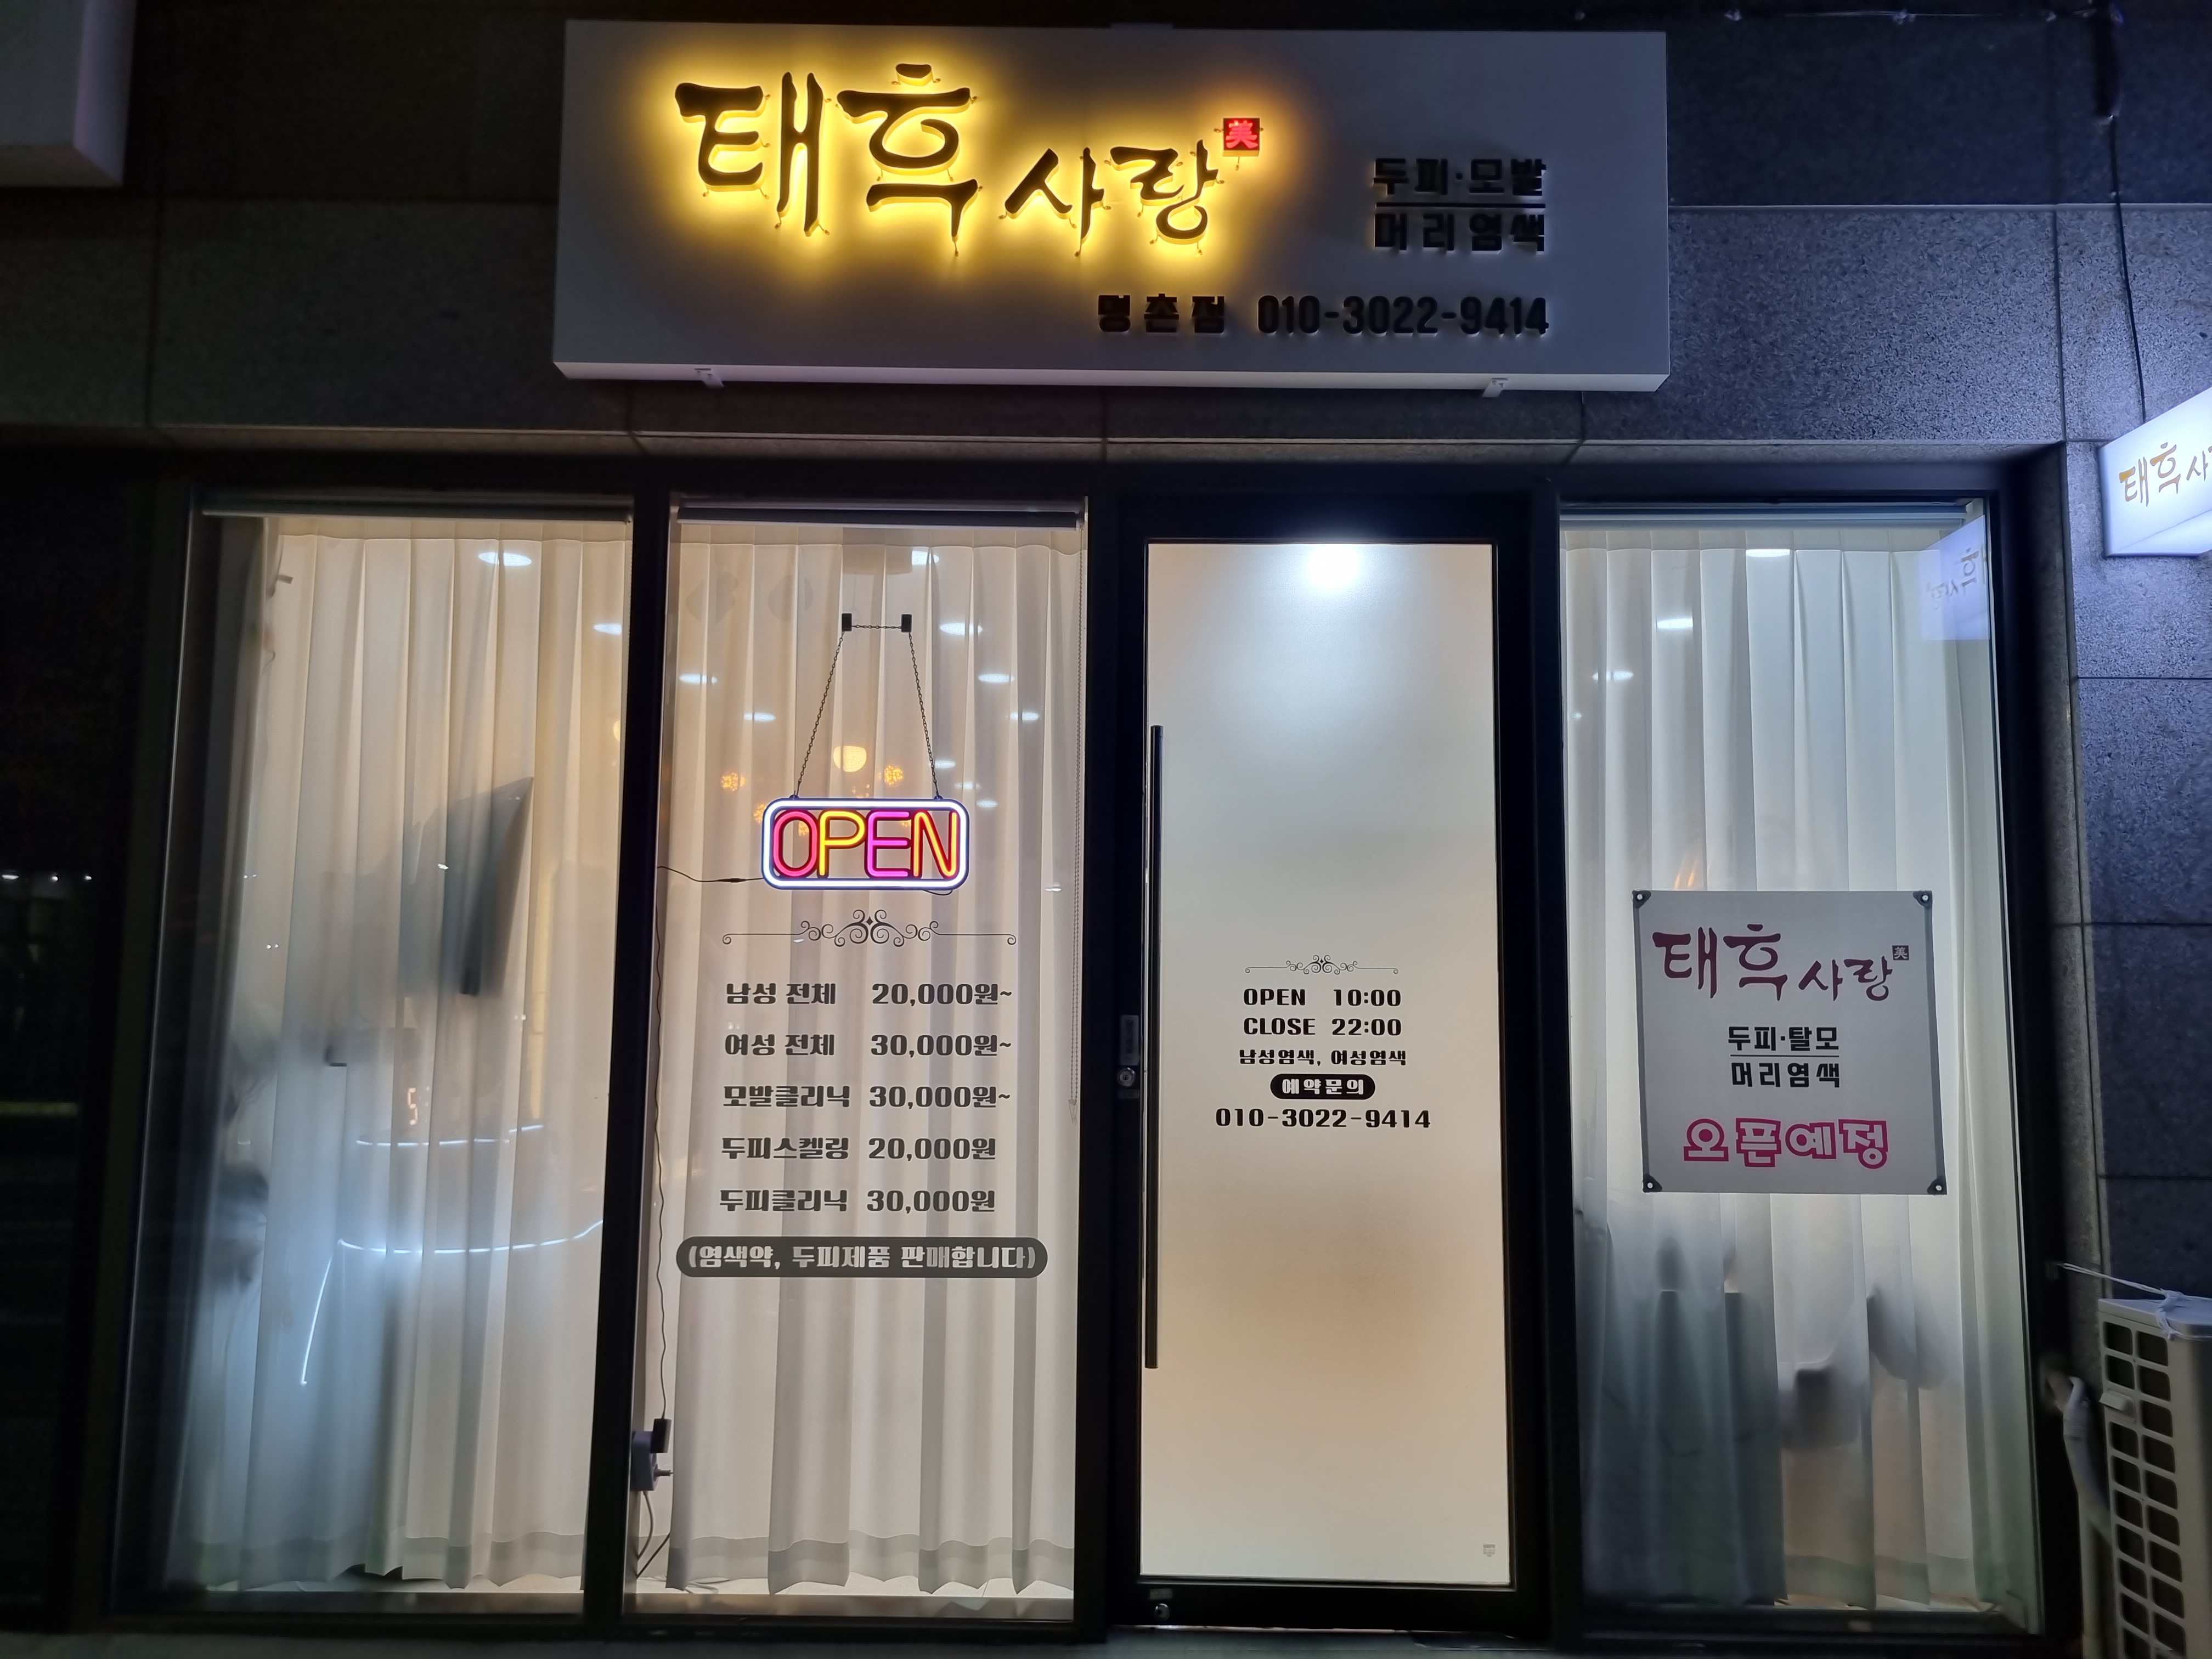 태흑사랑 美
두피·모발
머리염색
명촌점 010-3022-9414
태흑사
OPEN
남성 전체 20,000원~
여성 전체 30,000원~
모발클리닉 30,000원~
두피스켈링 20,000원
두피클리닉 30,000원
(염색약, 두피제품 판매합니다)
OPEN 10:00
CLOSE 22:00
남성염색, 여성염색
예약문의
010-3022-9414
태흑사랑 美
두피·탈모
머리염색
오픈예정